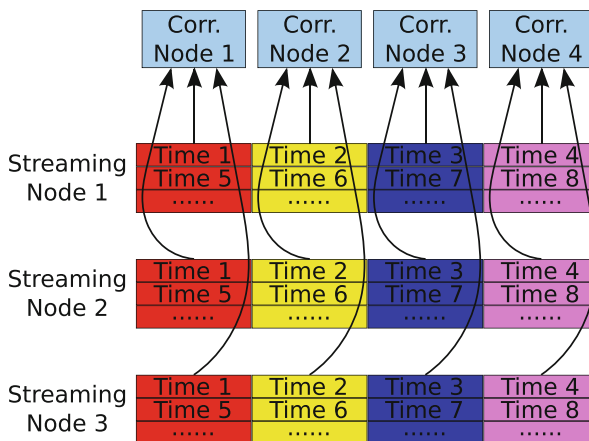 Corr. Node 1
Corr. Node 2
Corr. Node 3
Corr. Node 4
Streaming Node 1
Time 1 Time 2 Time 3 Time 4
Time 5 Time 6 Time 7 Time 8
...... ...... ...... ......
Streaming Node 2
Time 1 Time 2 Time 3 Time 4
Time 5 Time 6 Time 7 Time 8
...... ...... ...... ......
Streaming Node 3
Time 1 Time 2 Time 3 Time 4
Time 5 Time 6 Time 7 Time 8
...... ...... ...... ......